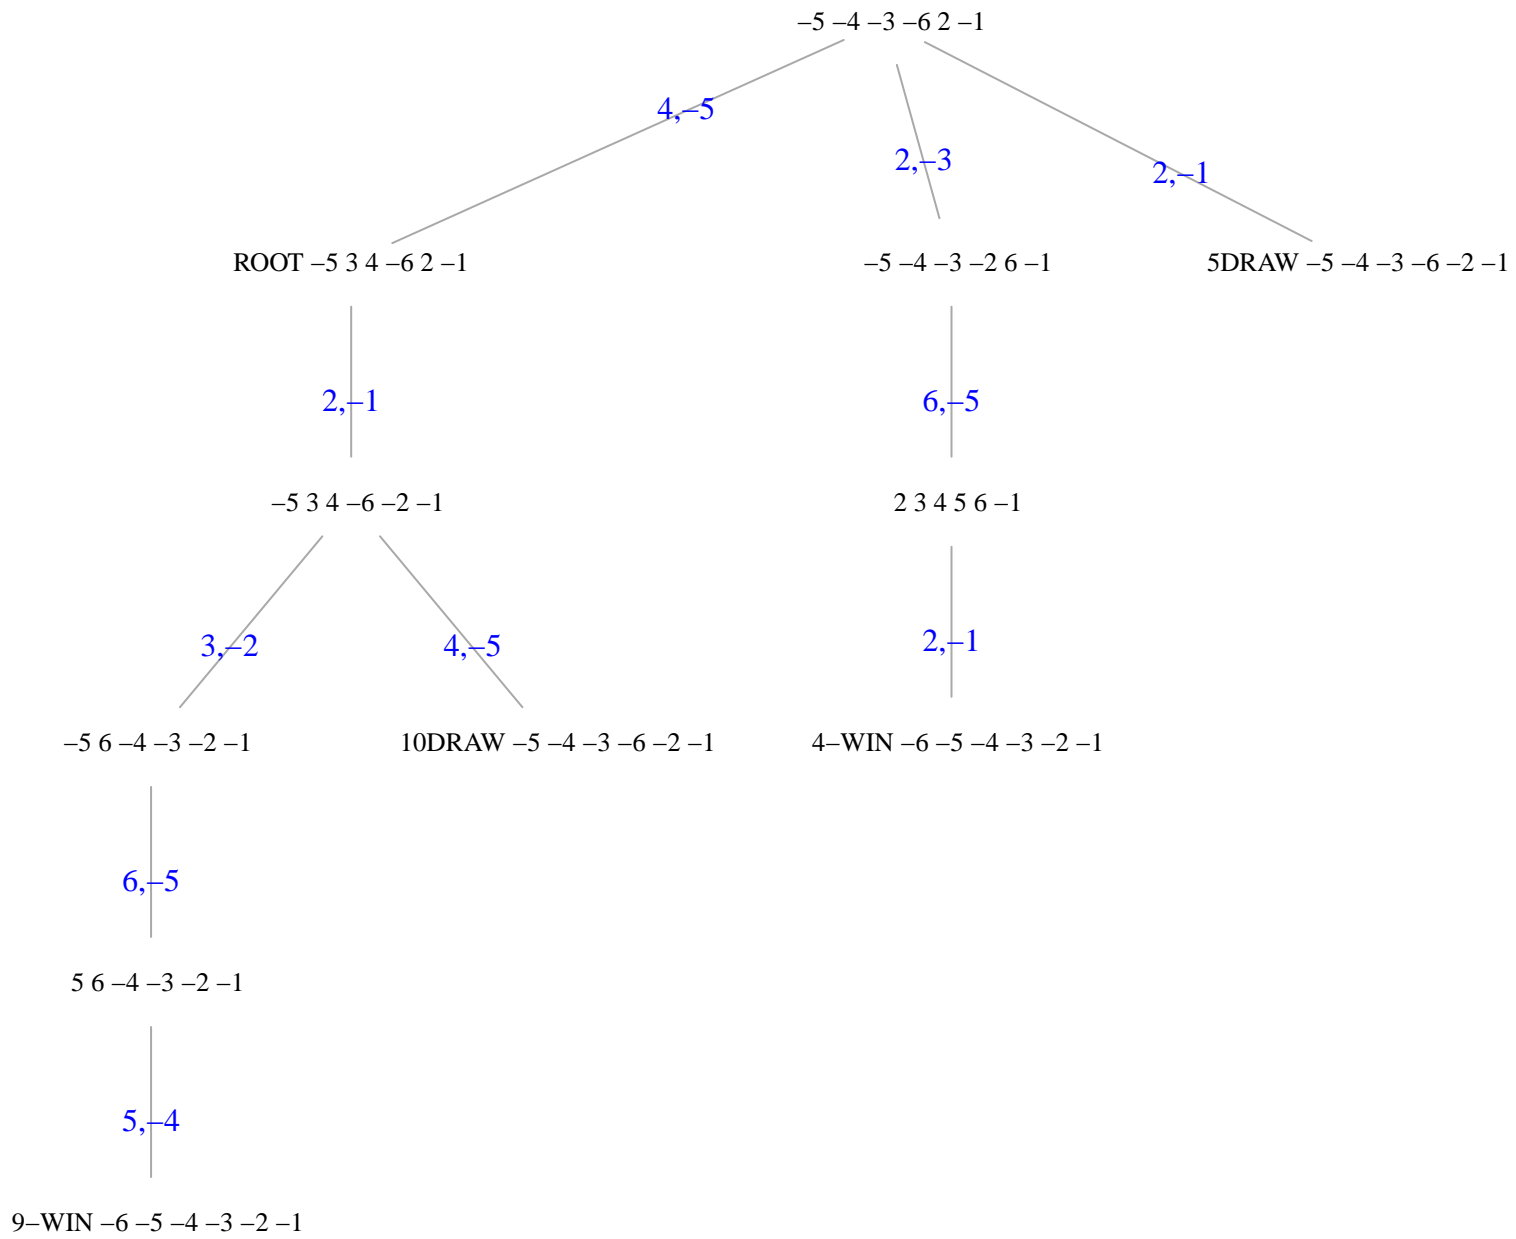 –5 –4 –3 –6 2 –1
4,–5
2,–3
2,–1
ROOT –5 3 4 –6 2 –1
–5 –4 –3 –2 6 –1
5DRAW –5 –4 –3 –6 –2 –1
2,–1
6,–5
–5 3 4 –6 –2 –1
2 3 4 5 6 –1
3,–2
4,–5
2,–1
–5 6 –4 –3 –2 –1
10DRAW –5 –4 –3 –6 –2 –1
4–WIN –6 –5 –4 –3 –2 –1
6,–5
5 6 –4 –3 –2 –1
5,–4
9–WIN –6 –5 –4 –3 –2 –1